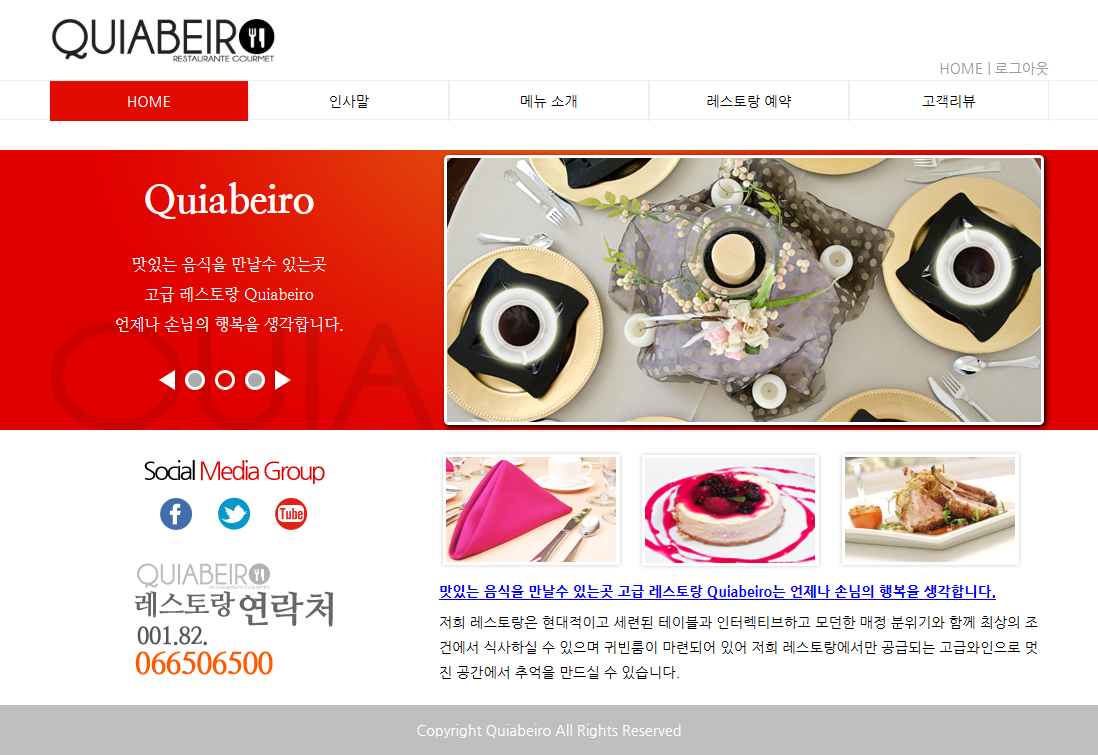 QUIABEIRO
RESTAURANTE GOURMET
HOME | 로그아웃
HOME 인사말 메뉴 소개 레스토랑 예약 고객리뷰
Quiabeiro
맛있는 음식을 만날수 있는곳
고급 레스토랑 Quiabeiro
언제나 손님의 행복을 생각합니다.
QUIA
Social Media Group
f
You Tube
QUIABEIRO
RESTAURANTE GOURMET
레스토랑 연락처
001.82.
066506500
맛있는 음식을 만날수 있는곳 고급 레스토랑 Quiabeiro는 언제나 손님의 행복을 생각합니다.
저희 레스토랑은 현대적이고 세련된 테이블과 인터렉티브하고 모던한 매정 분위기와 함께 최상의 조
건에서 식사하실 수 있으며 귀빈룸이 마련되어 있어 저희 레스토랑에서만 공급되는 고급와인으로 멋
진 공간에서 추억을 만드실 수 있습니다.
Copyright Quiabeiro All Rights Reserved